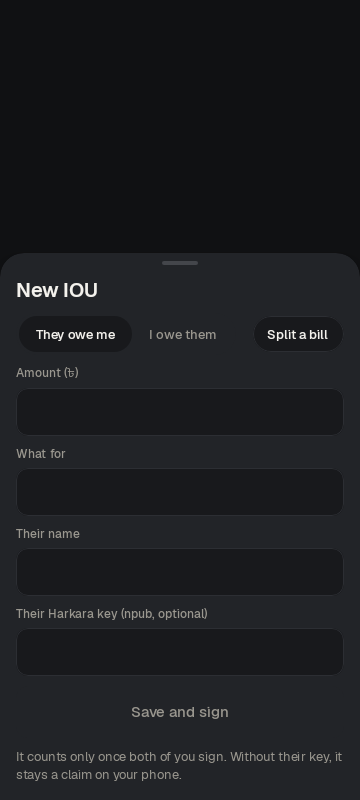 New IOU
They owe me
I owe them
Split a bill
Amount (৳)
What for
Their name
Their Harkara key (npub, optional)
Save and sign
It counts only once both of you sign. Without their key, it
stays a claim on your phone.